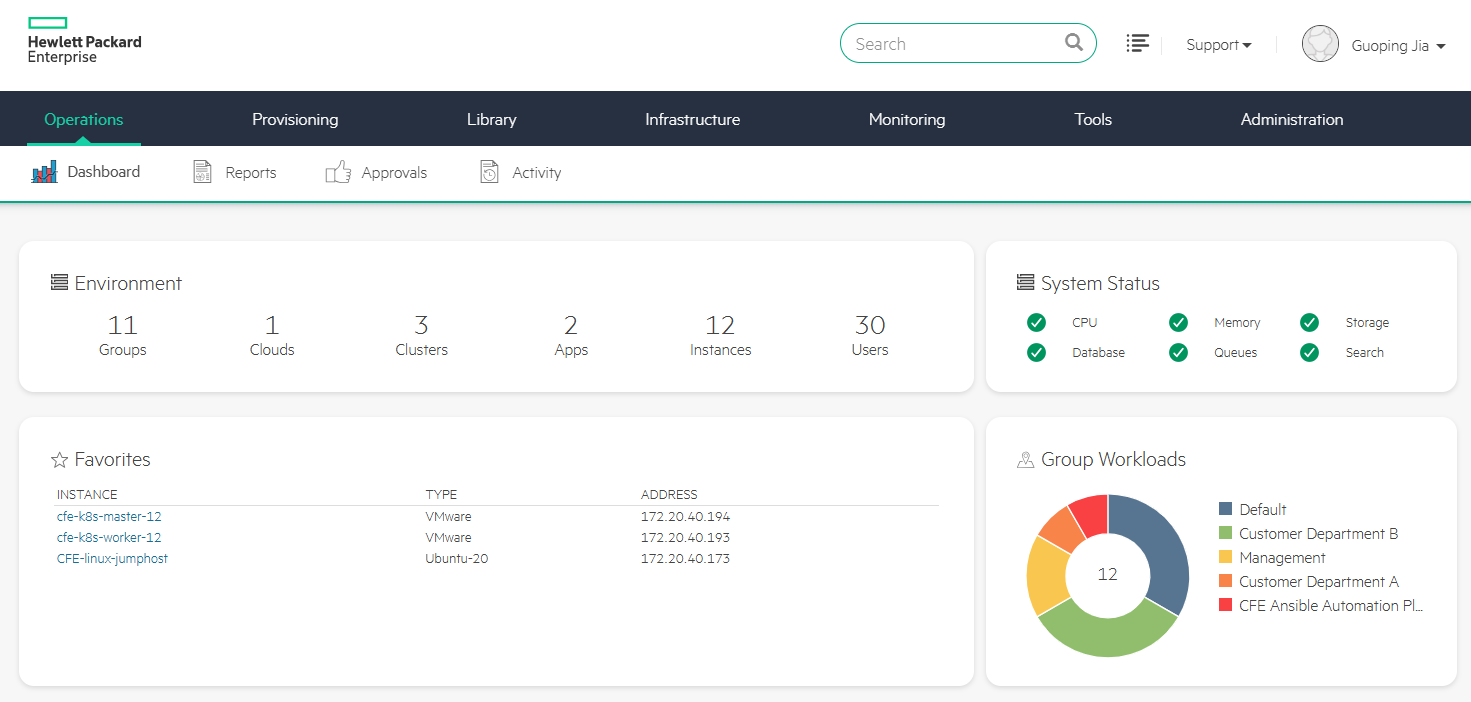 Hewlett Packard
Enterprise
Search
Support
Guoping Jia
Operations
Provisioning
Library
Infrastructure
Monitoring
Tools
Administration
Dashboard
Reports
Approvals
Activity
Environment
11
1
3
2
12
30
Groups
Clouds
Clusters
Apps
Instances
Users
System Status
CPU
Memory
Storage
Database
Queues
Search
Favorites
INSTANCE TYPE ADDRESS
cfe-k8s-master-12 VMware 172.20.40.194
cfe-k8s-worker-12 VMware 172.20.40.193
CFE-linux-jumphost Ubuntu-20 172.20.40.173
Group Workloads
12
Default
Customer Department B
Management
Customer Department A
CFE Ansible Automation Pl...